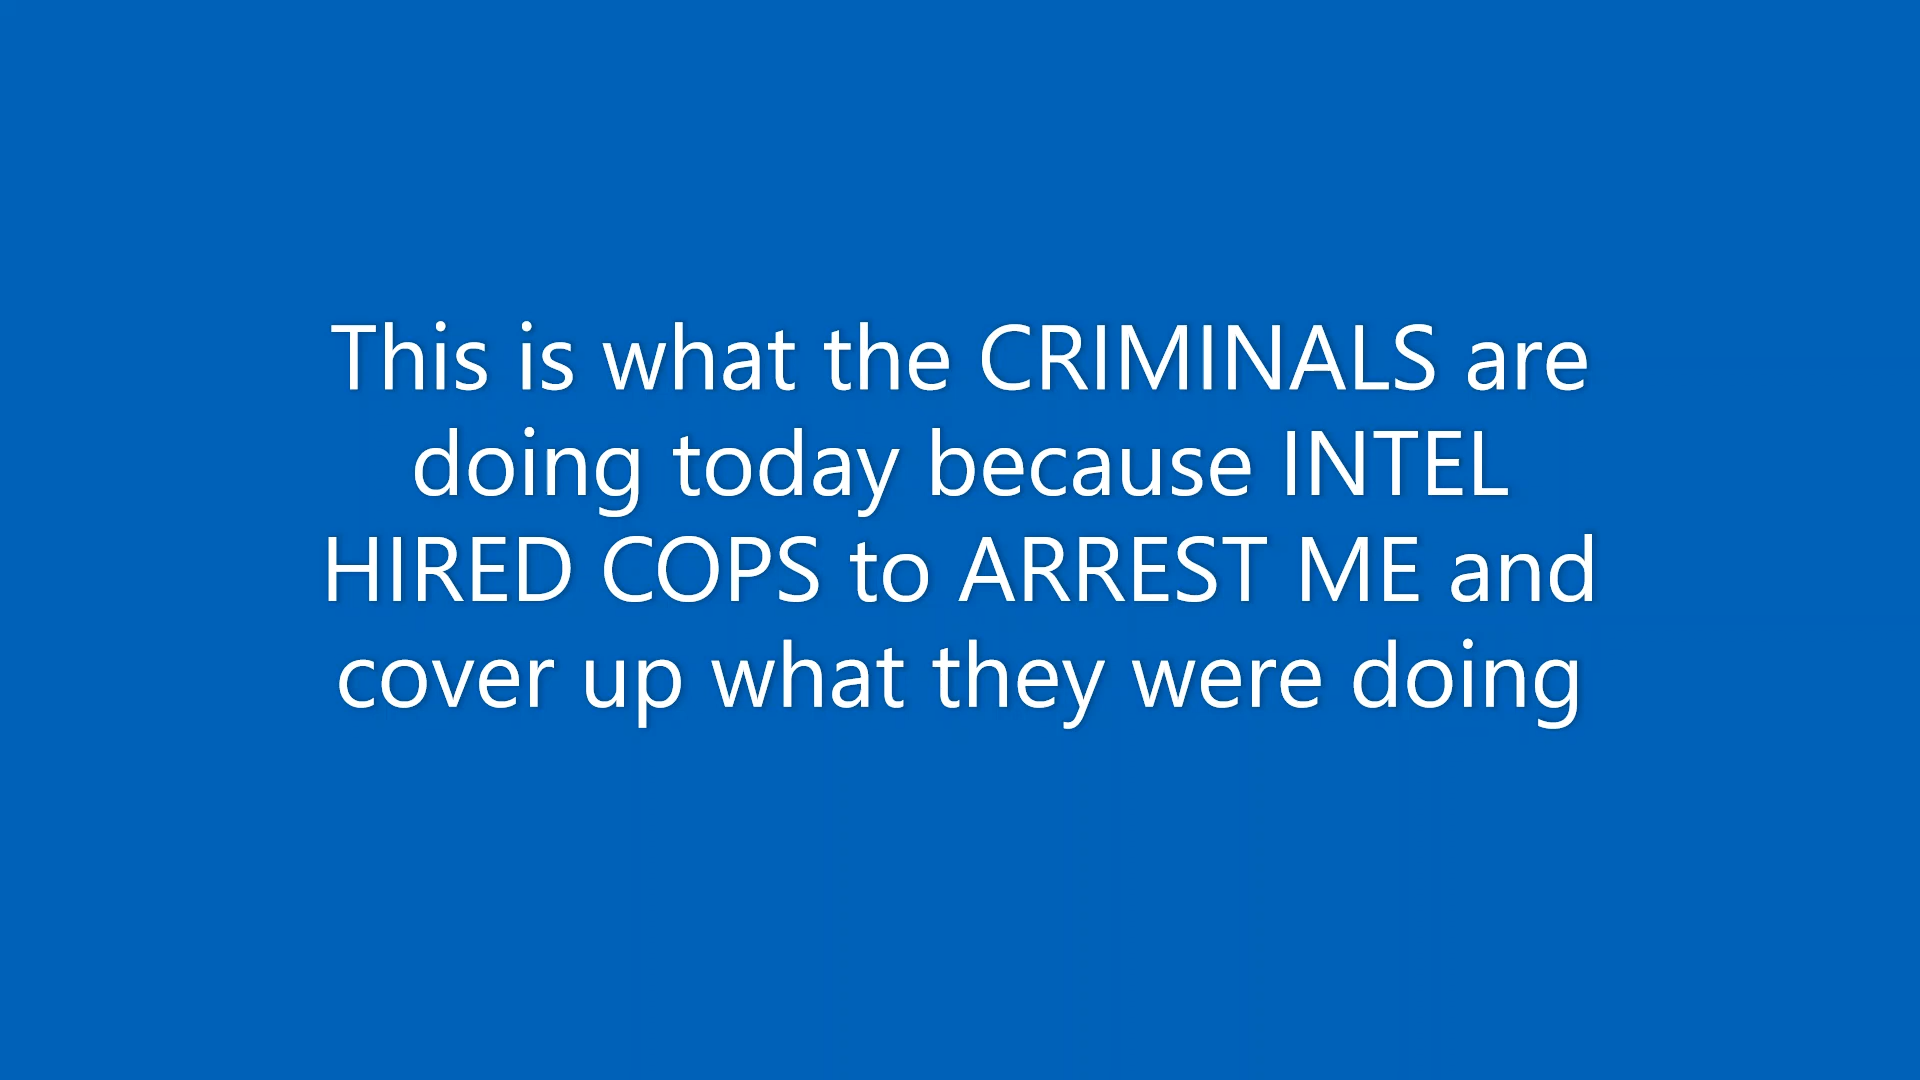 This is what the CRIMINALS are
doing today because INTEL
HIRED COPS to ARREST ME and
cover up what they were doing